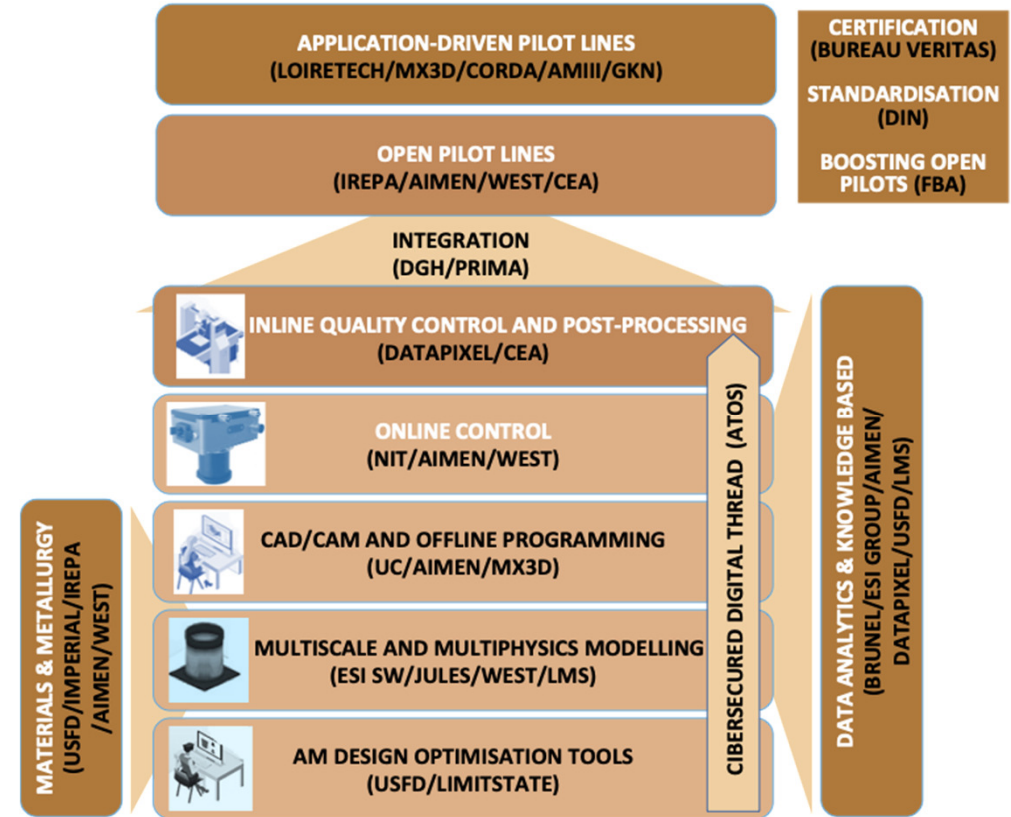 APPLICATION-DRIVEN PILOT LINES
(LOIRETECH/MX3D/CORDA/AMIII/GKN)
OPEN PILOT LINES
(IREPA/AIMEN/WEST/CEA)
CERTIFICATION
(BUREAU VERITAS)
STANDARDISATION
(DIN)
BOOSTING OPEN
PILOTS (FBA)
INTEGRATION
(DGH/PRIMA)
INLINE QUALITY CONTROL AND POST-PROCESSING
(DATAPIXEL/CEA)
ONLINE CONTROL
(NIT/AIMEN/WEST)
CAD/CAM AND OFFLINE PROGRAMMING
(UC/AIMEN/MX3D)
MULTISCALE AND MULTIPHYSICS MODELLING
(ESI SW/JULES/WEST/LMS)
AM DESIGN OPTIMISATION TOOLS
(USFD/LIMITSTATE)
MATERIALS & METALLURGY
(USFD/IMPERIAL/IREPA
/AIMEN/WEST)
CIBERSECURED DIGITAL THREAD (ATOS)
DATA ANALYTICS & KNOWLEDGE BASED
(BRUNEL/ESI GROUP/AIMEN/
DATAPIXEL/USFD/LMS)